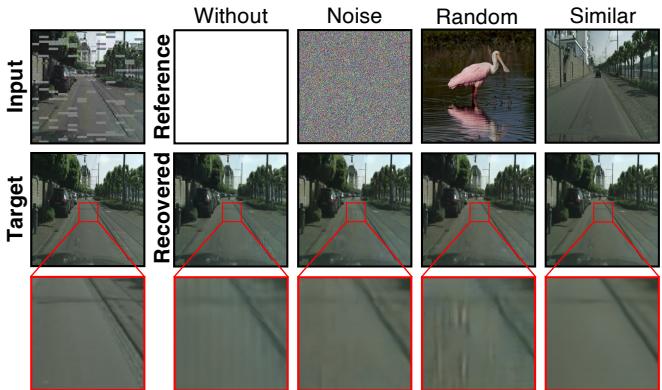 Without Noise Random Similar
Input
Reference
Target
Recovered